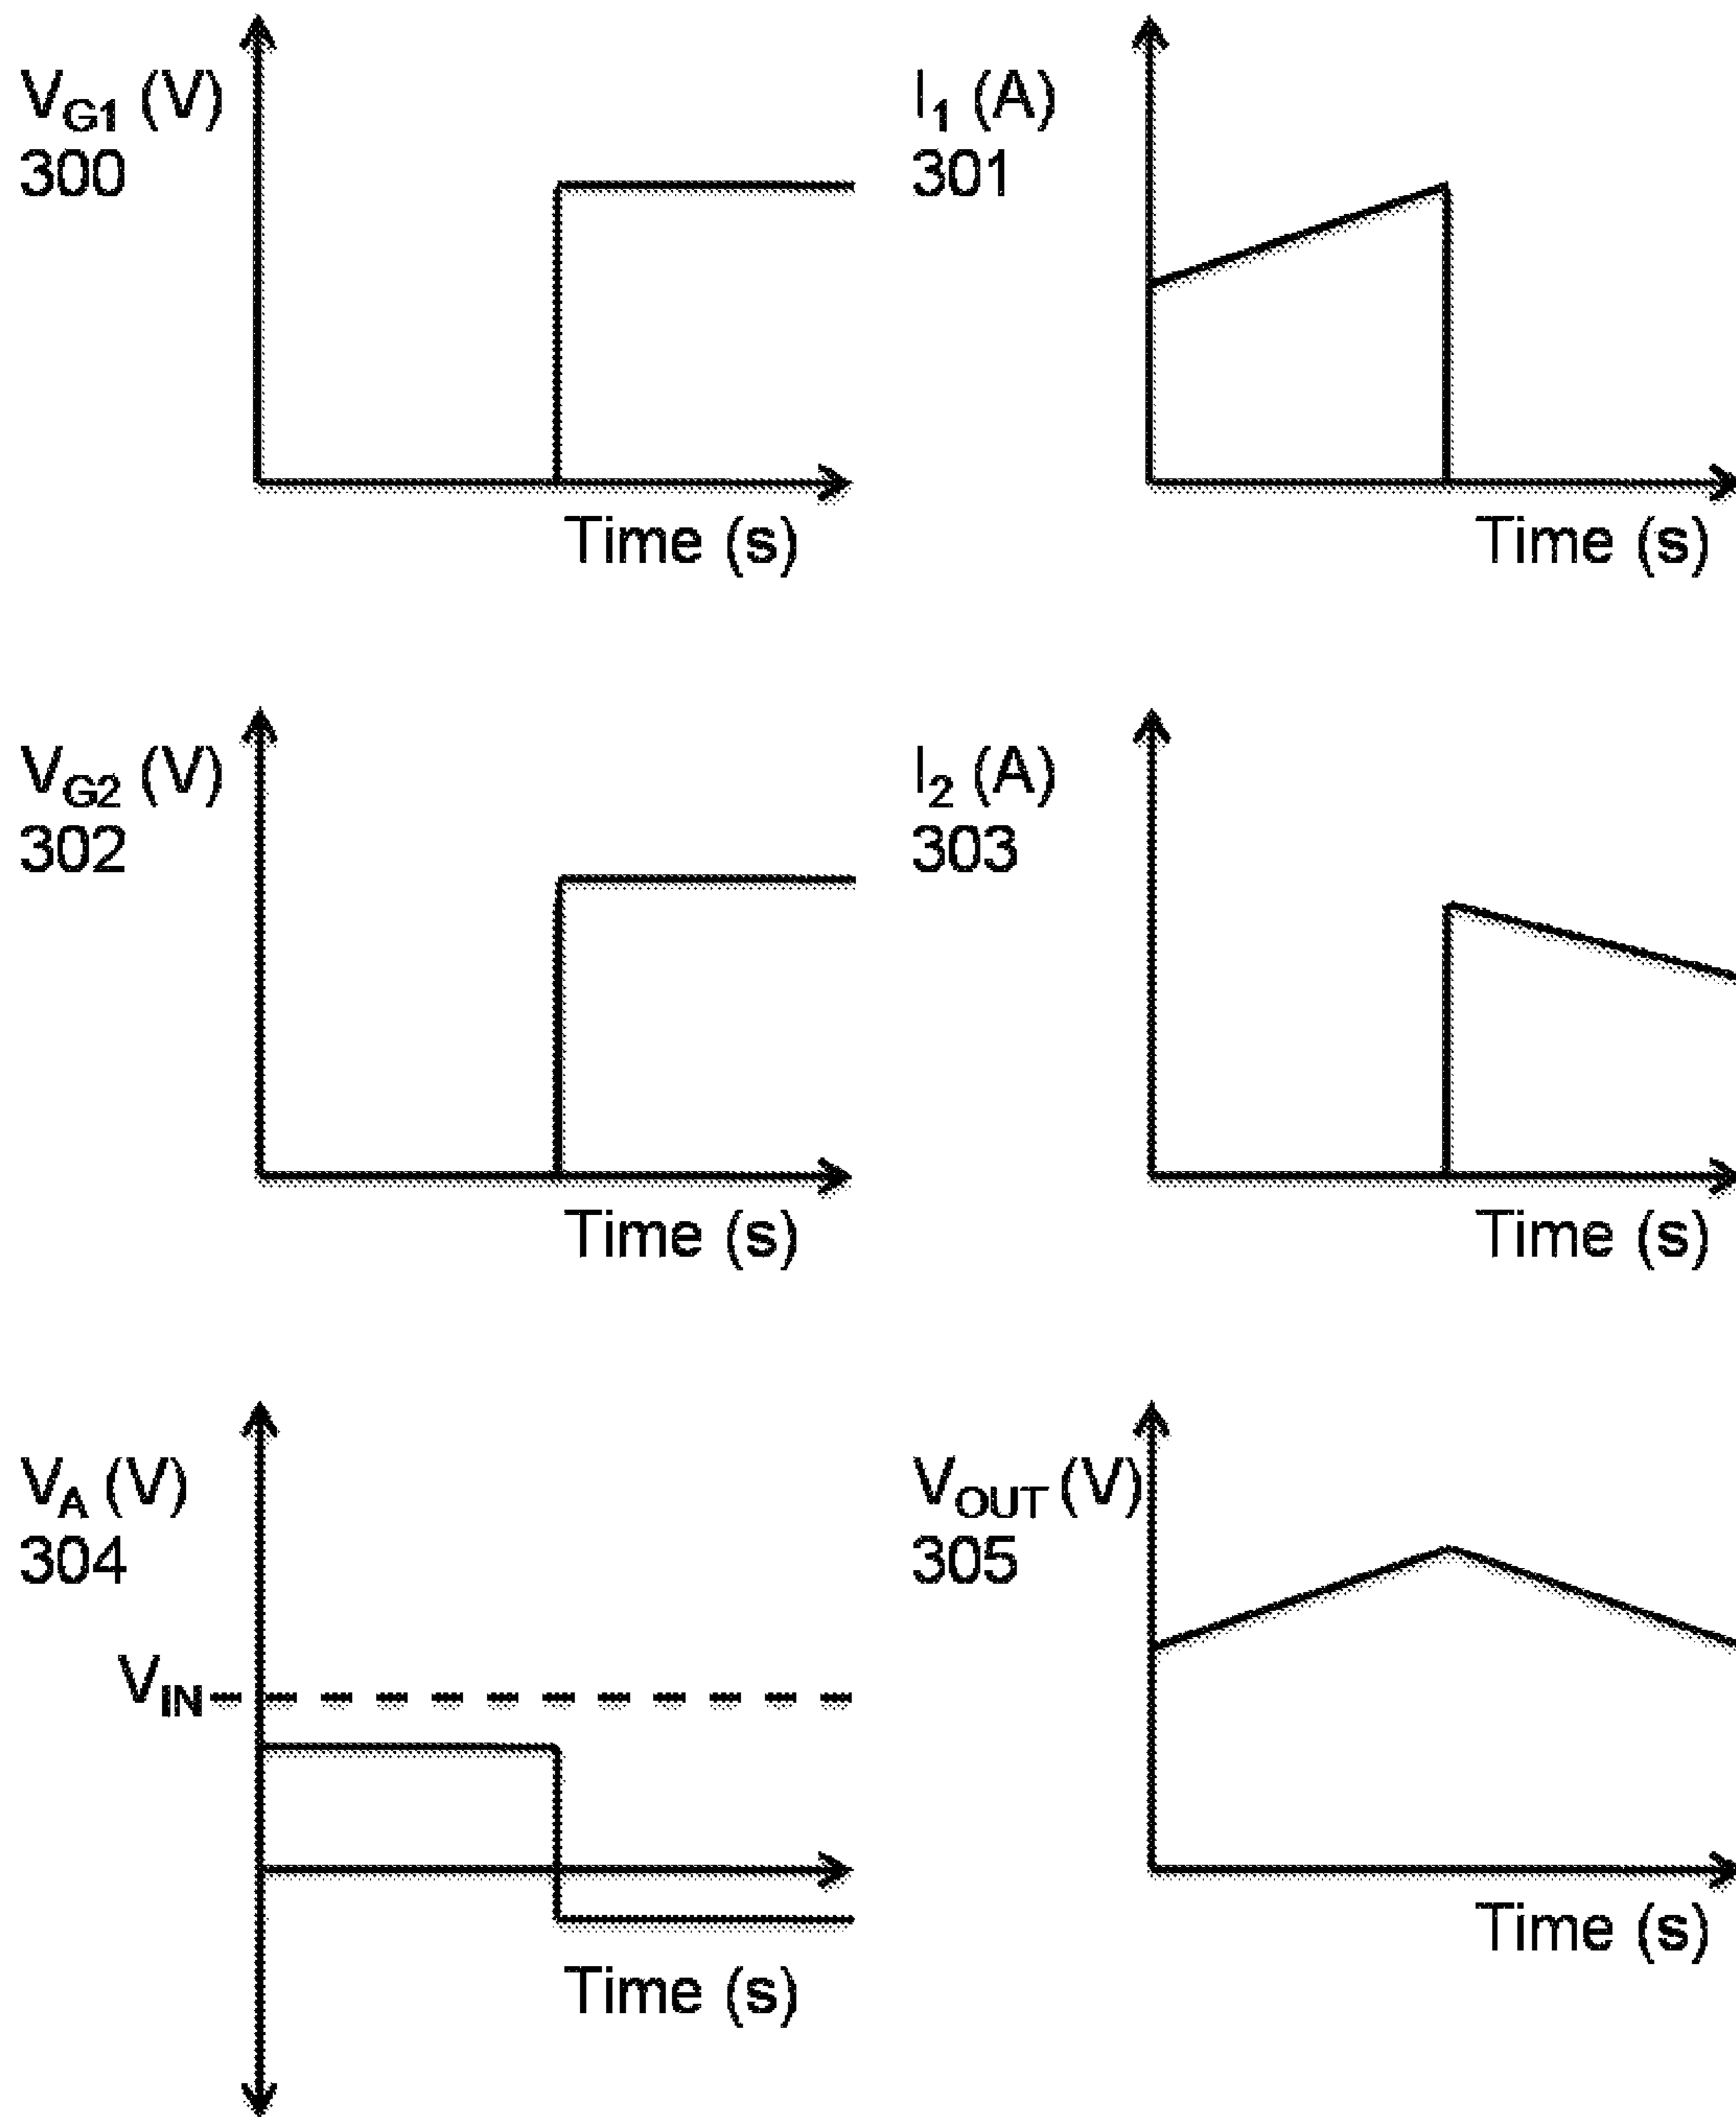 V_G1 (V)
300
Time (s)
I_1 (A)
301
Time (s)
V_G2 (V)
302
Time (s)
I_2 (A)
303
Time (s)
V_A (V)
304
V_IN
Time (s)
V_OUT (V)
305
Time (s)